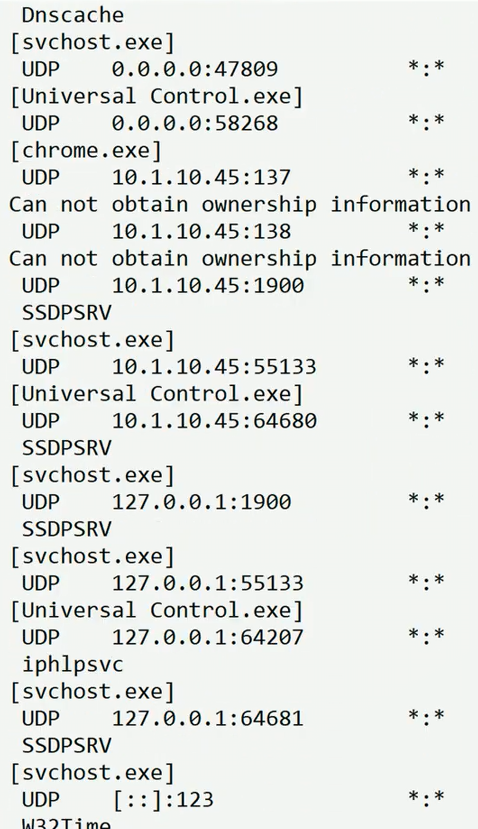 Dnscache
[svchost.exe]
UDP 0.0.0.0:47809 *:*
[Universal Control.exe]
UDP 0.0.0.0:58268 *:*
[chrome.exe]
UDP 10.1.10.45:137 *:*
Can not obtain ownership information
UDP 10.1.10.45:138 *:*
Can not obtain ownership information
UDP 10.1.10.45:1900 *:*
SSDPSRV
[svchost.exe]
UDP 10.1.10.45:55133 *:*
[Universal Control.exe]
UDP 10.1.10.45:64680 *:*
SSDPSRV
[svchost.exe]
UDP 127.0.0.1:1900 *:*
SSDPSRV
[svchost.exe]
UDP 127.0.0.1:55133 *:*
[Universal Control.exe]
UDP 127.0.0.1:64207 *:*
iphlpsvc
[svchost.exe]
UDP 127.0.0.1:64681 *:*
SSDPSRV
[svchost.exe]
UDP [::]:123 *:*
W32Time